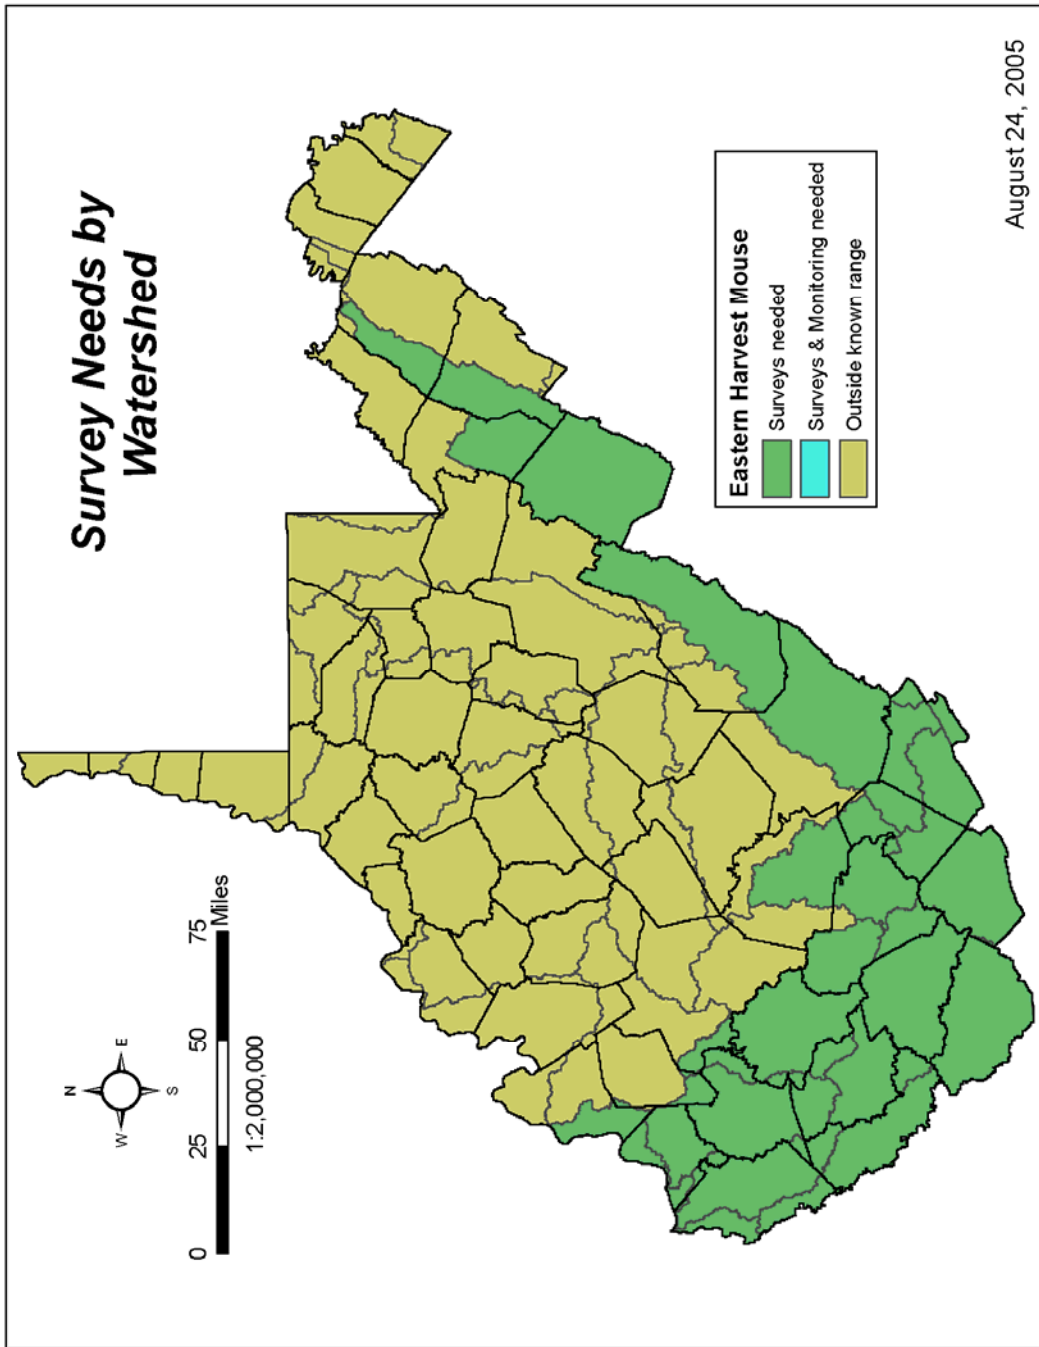 Survey Needs by
Watershed
N
W
E
S
0
25
50
75
Miles
1:2,000,000
Eastern Harvest Mouse
Surveys needed
Surveys & Monitoring needed
Outside known range
August 24, 2005